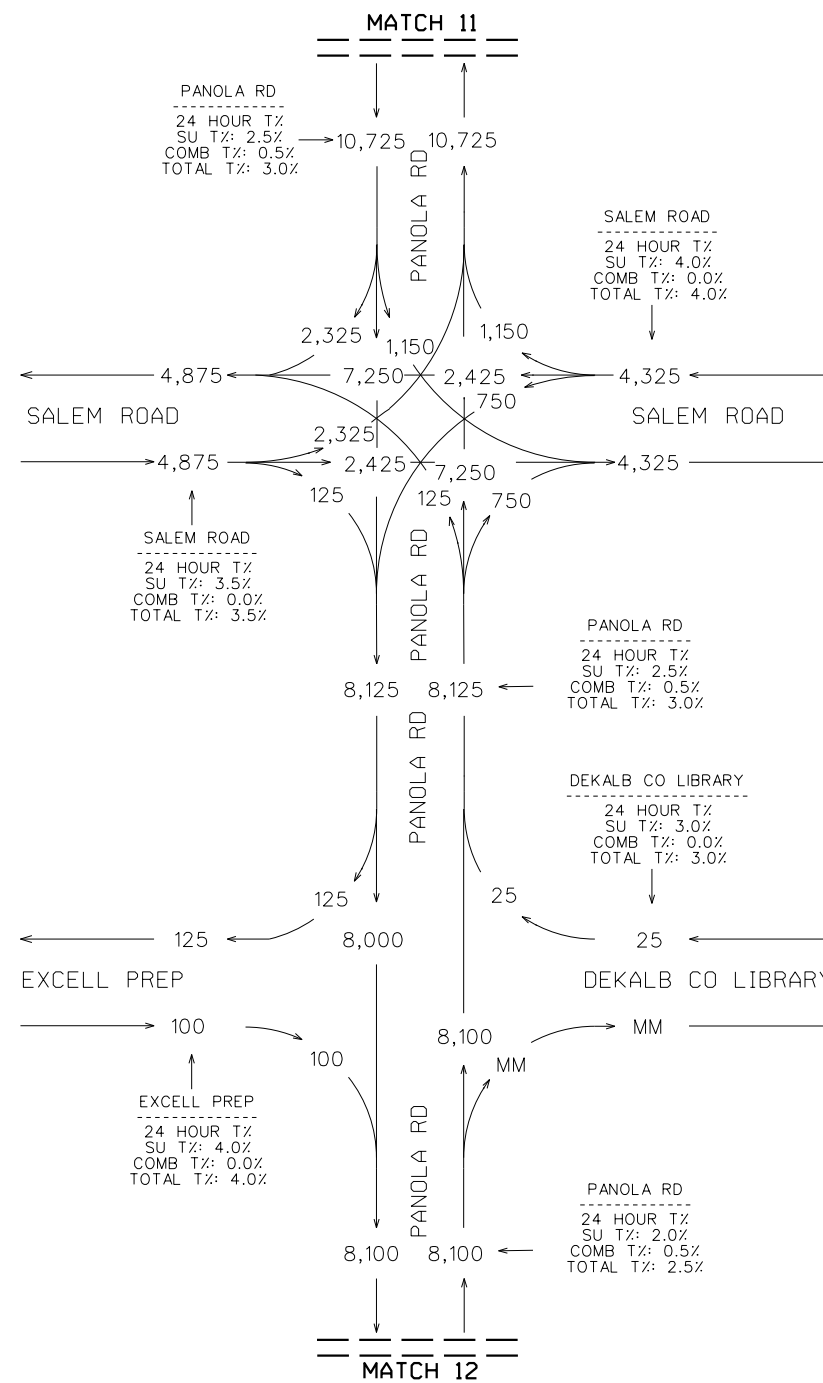 MATCH 11
PANOLA RD
24 HOUR T%
SU T%: 2.5%
COMB T%: 0.5%
TOTAL T%: 3.0%
10,725 10,725
PANOLA RD
SALEM ROAD
24 HOUR T%
SU T%: 4.0%
COMB T%: 0.0%
TOTAL T%: 4.0%
2,325
1,150
1,150
4,875
7,250
2,425
4,325
750
SALEM ROAD
SALEM ROAD
2,325
4,875
2,425
7,250
4,325
125
125
750
SALEM ROAD
24 HOUR T%
SU T%: 3.5%
COMB T%: 0.0%
TOTAL T%: 3.5%
PANOLA RD
PANOLA RD
24 HOUR T%
SU T%: 2.5%
COMB T%: 0.5%
TOTAL T%: 3.0%
8,125 8,125
PANOLA RD
DEKALB CO LIBRARY
24 HOUR T%
SU T%: 3.0%
COMB T%: 0.0%
TOTAL T%: 3.0%
125
25
125
8,000
25
EXCELL PREP
DEKALB CO LIBRARY
100
8,100
MM
100
MM
EXCELL PREP
24 HOUR T%
SU T%: 4.0%
COMB T%: 0.0%
TOTAL T%: 4.0%
PANOLA RD
PANOLA RD
24 HOUR T%
SU T%: 2.0%
COMB T%: 0.5%
TOTAL T%: 2.5%
8,100 8,100
MATCH 12